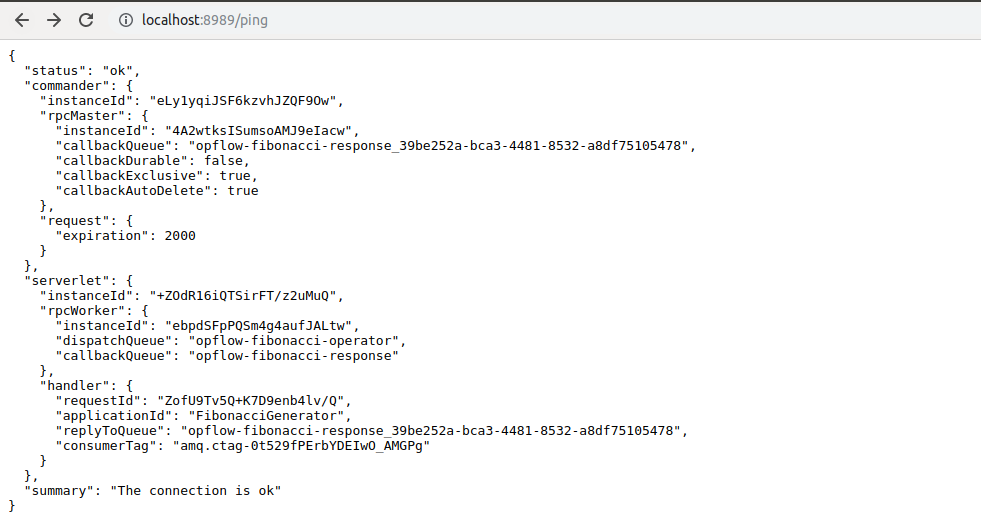 localhost:8989/ping
{
  "status": "ok",
  "commander": {
    "instanceId": "eLy1yqiJSF6kzvhJZQF9Ow",
    "rpcMaster": {
      "instanceId": "4A2wtksISumsoAMJ9eIacw",
      "callbackQueue": "opflow-fibonacci-response_39be252a-bca3-4481-8532-a8df75105478",
      "callbackDurable": false,
      "callbackExclusive": true,
      "callbackAutoDelete": true
    },
    "request": {
      "expiration": 2000
    }
  },
  "serverlet": {
    "instanceId": "+ZOdR16iQTSirFT/z2uMuQ",
    "rpcWorker": {
      "instanceId": "ebpdSFpPQSm4g4aufJALtw",
      "dispatchQueue": "opflow-fibonacci-operator",
      "callbackQueue": "opflow-fibonacci-response"
    },
    "handler": {
      "requestId": "ZofU9Tv5Q+K7D9enb4lv/Q",
      "applicationId": "FibonacciGenerator",
      "replyToQueue": "opflow-fibonacci-response_39be252a-bca3-4481-8532-a8df75105478",
      "consumerTag": "amq.ctag-0t529fPErbYDEIwO_AMGPg"
    }
  },
  "summary": "The connection is ok"
}